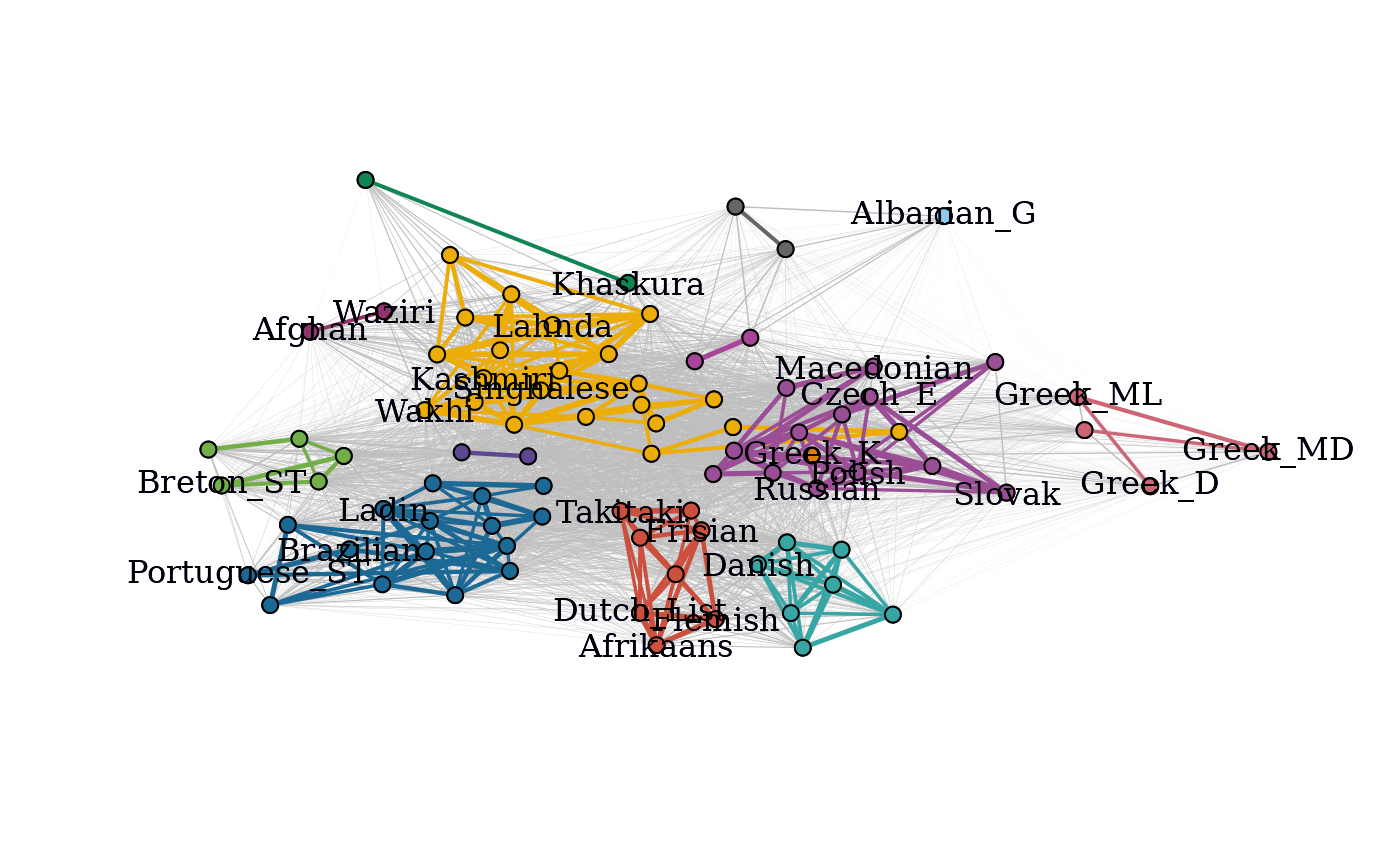 Albanian_G
Khaskura
Waziri
Afghan
Lahnda
Macedonian
Kashmiri
Singhalese
Czech_E
Greek_ML
Wakhi
Greek_K
Greek_MD
Polish
Breton_ST
Russian
Greek_D
Slovak
Ladin
Takitaki
Frisian
Brazilian
Danish
Portuguese_ST
Dutch_List
Flemish
Afrikaans